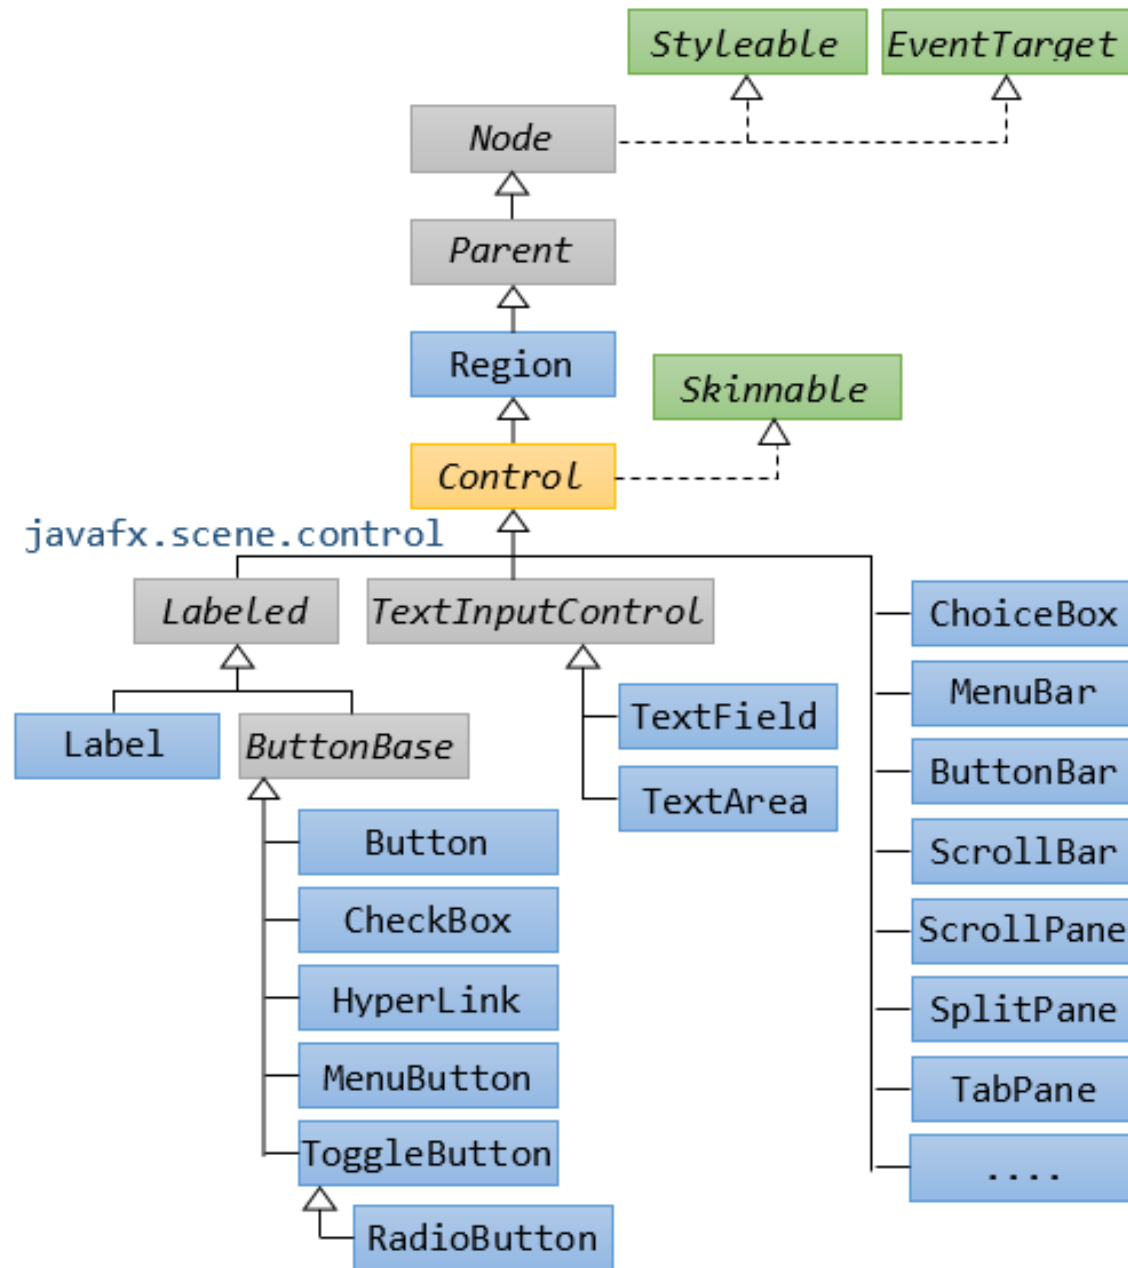 Styleable
EventTarget
Node
Parent
Region
Skinnable
Control
javafx.scene.control
Labeled
TextInputControl
ChoiceBox
MenuBar
ButtonBar
ScrollBar
ScrollPane
SplitPane
TabPane
....
Label
ButtonBase
TextField
TextArea
Button
CheckBox
HyperLink
MenuButton
ToggleButton
RadioButton